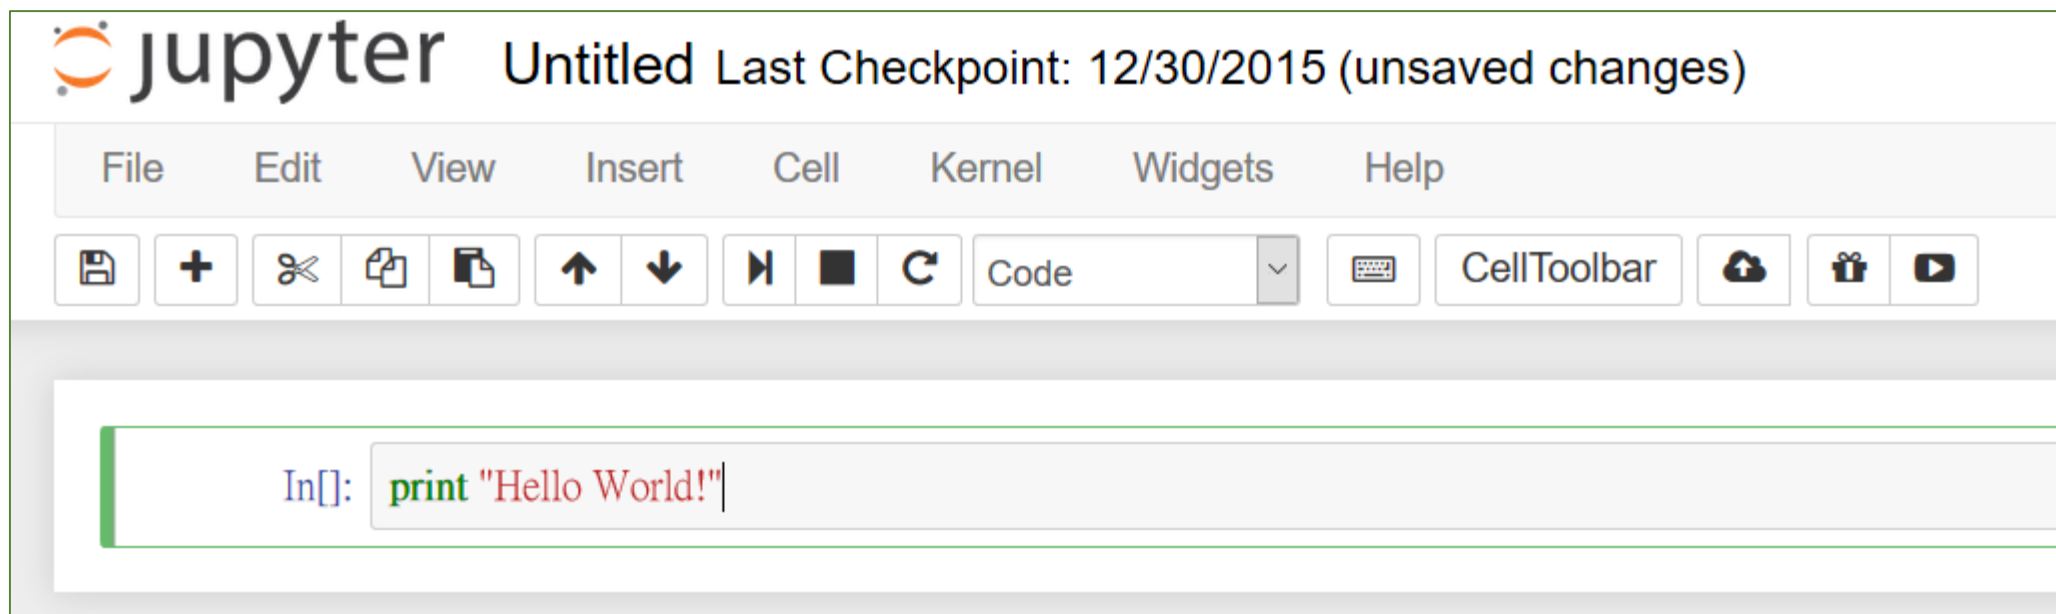 jupyter Untitled Last Checkpoint: 12/30/2015 (unsaved changes)
File Edit View Insert Cell Kernel Widgets Help
Code CellToolbar
In[]: print "Hello World!"